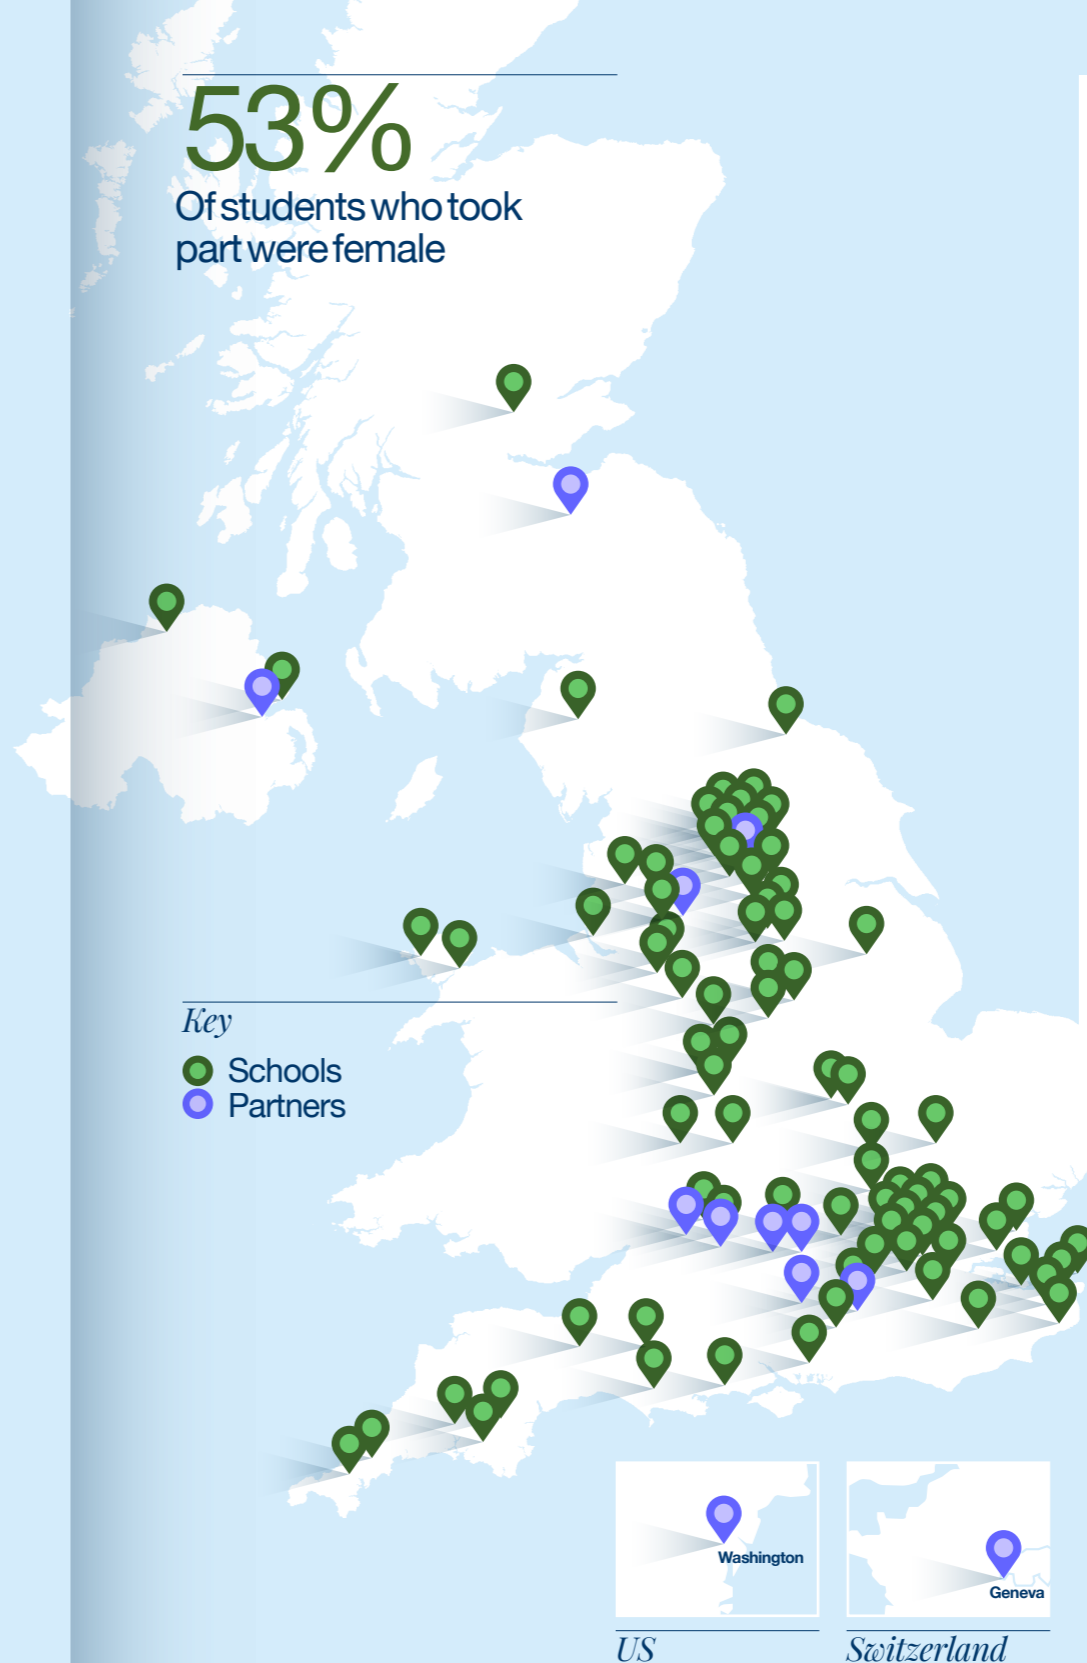 53%
Of students who took
part were female
Key
Schools
Partners
Washington
Geneva
US
Switzerland